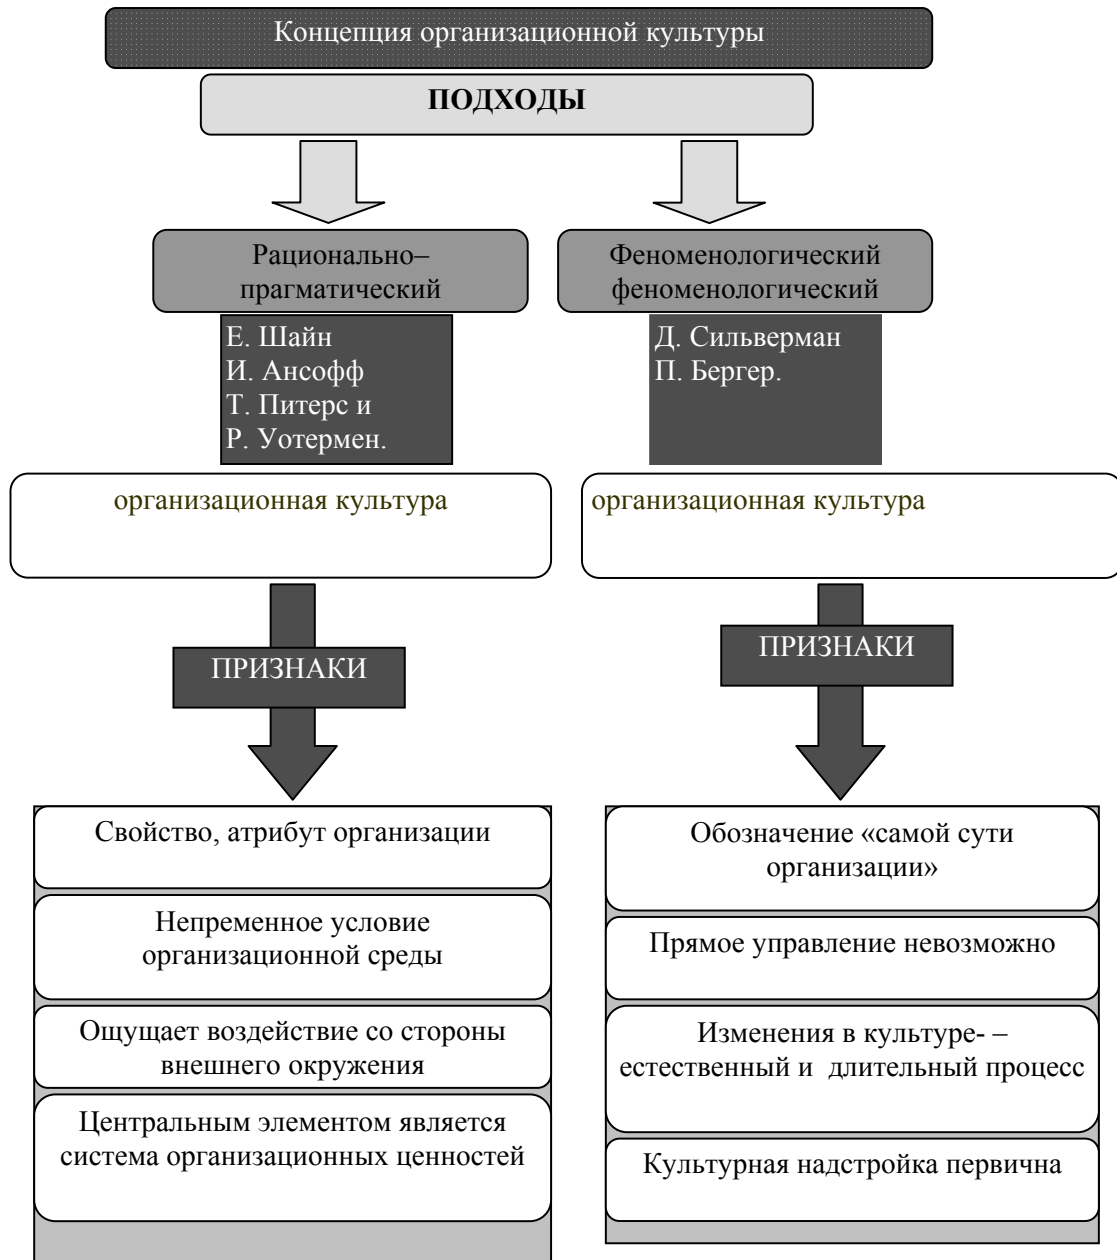 Концепция организационной культуры
ПОДХОДЫ
Рационально–
прагматический
Е. Шайн
И. Ансофф
Т. Питерс и
Р. Уотермен.
организационная культура
ПРИЗНАКИ
Свойство, атрибут организации
Непременное условие
организационной среды
Ощущает воздействие со стороны
внешнего окружения
Центральным элементом является
система организационных ценностей
Феноменологический
феноменологический
Д. Сильверман
П. Бергер.
организационная культура
ПРИЗНАКИ
Обозначение «самой сути
организации»
Прямое управление невозможно
Изменения в культуре- –
естественный и длительный процесс
Культурная надстройка первична